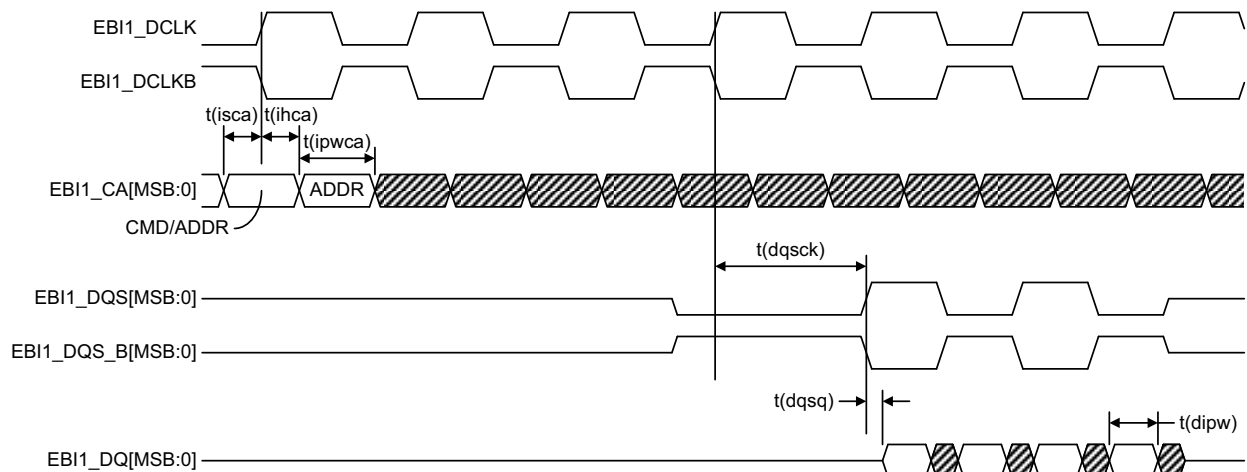 EBI1_DCLK
EBI1_DCLKB
t(isca)
t(ihca)
t(ipwca)
EBI1_CA[MSB:0]
ADDR
CMD/ADDR
t(dqsck)
EBI1_DQS[MSB:0]
EBI1_DQS_B[MSB:0]
t(dqsq)
t(dipw)
EBI1_DQ[MSB:0]